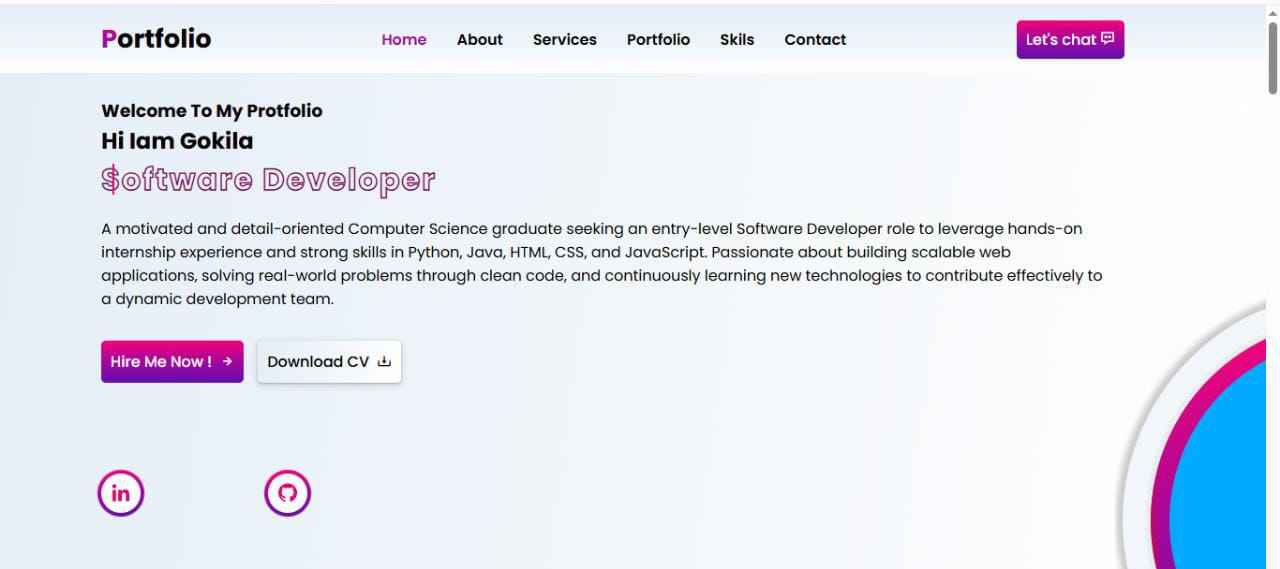 Portfolio
Home About Services Portfolio Skils Contact
Let's chat
Welcome To My Protfolio
Hi Iam Gokila
Software Developer
A motivated and detail-oriented Computer Science graduate seeking an entry-level Software Developer role to leverage hands-on
internship experience and strong skills in Python, Java, HTML, CSS, and JavaScript. Passionate about building scalable web
applications, solving real-world problems through clean code, and continuously learning new technologies to contribute effectively to
a dynamic development team.
Hire Me Now !
Download CV
in